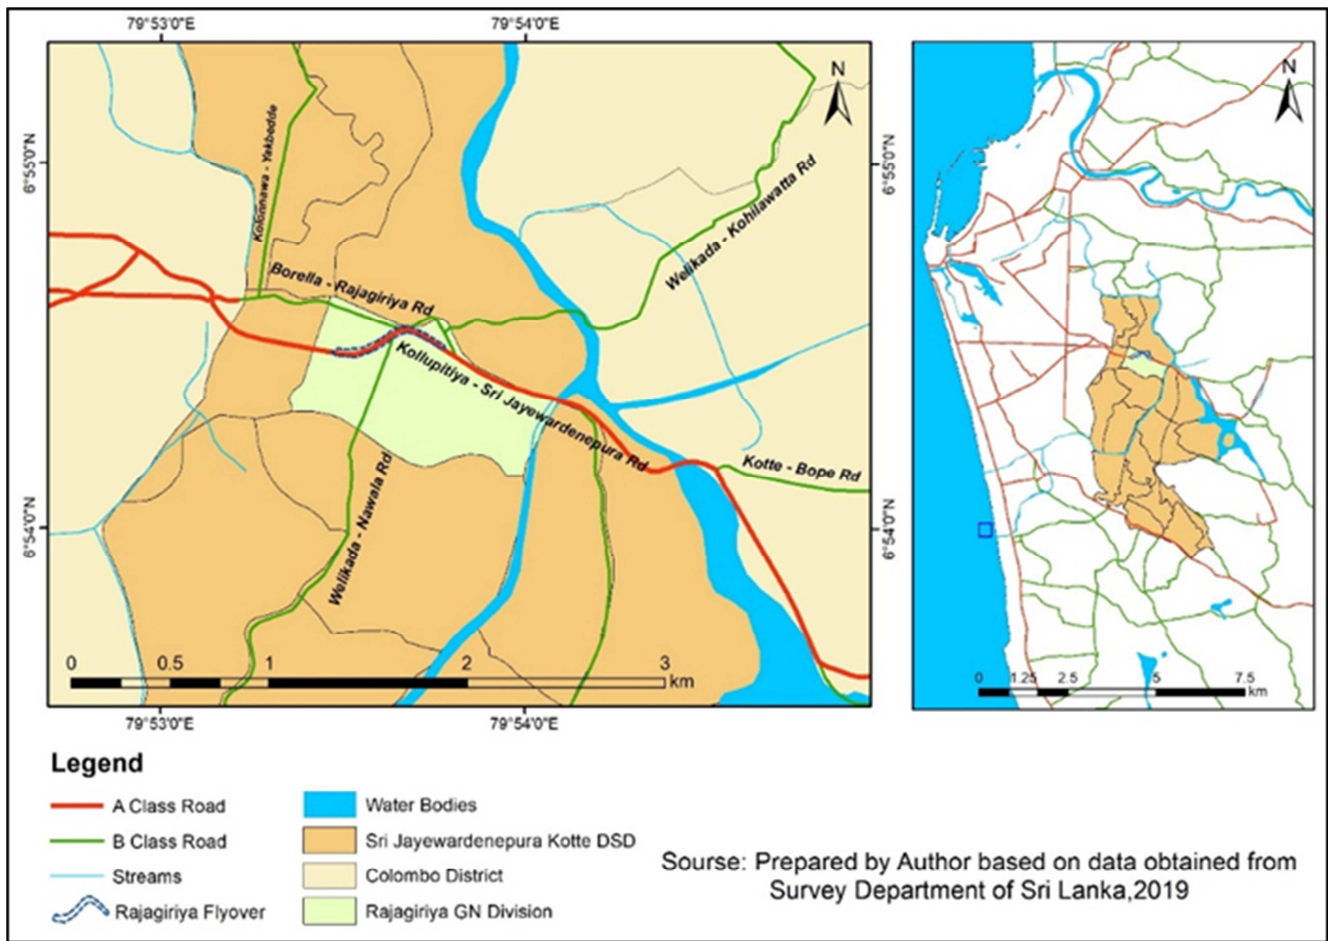 79°53'0"E
79°54'0"E
N
N
6°55'0"N
6°55'0"N
Kolonnawa - Yakbedde
Welikada - Kohilawatta Rd
Borella - Rajagiriya Rd
Kollupitiya - Sri Jayewardenepura Rd
Kotte - Bope Rd
Welikada - Nawala Rd
6°54'0"N
6°54'0"N
0 0.5 1 2 3
km
0 1.25 2.5 5 7.5
km
79°53'0"E
79°54'0"E
Legend
A Class Road
B Class Road
Streams
Rajagiriya Flyover
Water Bodies
Sri Jayewardenepura Kotte DSD
Colombo District
Rajagiriya GN Division
Sourse: Prepared by Author based on data obtained from
Survey Department of Sri Lanka,2019